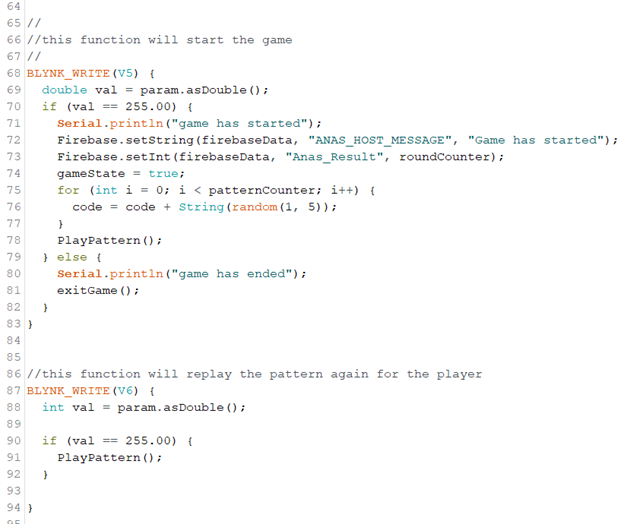 64
65 //
66 //this function will start the game
67 //
68 BLYNK_WRITE(V5) {
69   double val = param.asDouble();
70   if (val == 255.00) {
71     Serial.println("game has started");
72     Firebase.setString(firebaseData, "ANAS_HOST_MESSAGE", "Game has started");
73     Firebase.setInt(firebaseData, "Anas_Result", roundCounter);
74     gameState = true;
75     for (int i = 0; i < patternCounter; i++) {
76       code = code + String(random(1, 5));
77     }
78     PlayPattern();
79   } else {
80     Serial.println("game has ended");
81     exitGame();
82   }
83 }
84
85
86 //this function will replay the pattern again for the player
87 BLYNK_WRITE(V6) {
88   int val = param.asDouble();
89
90   if (val == 255.00) {
91     PlayPattern();
92   }
93
94 }
95